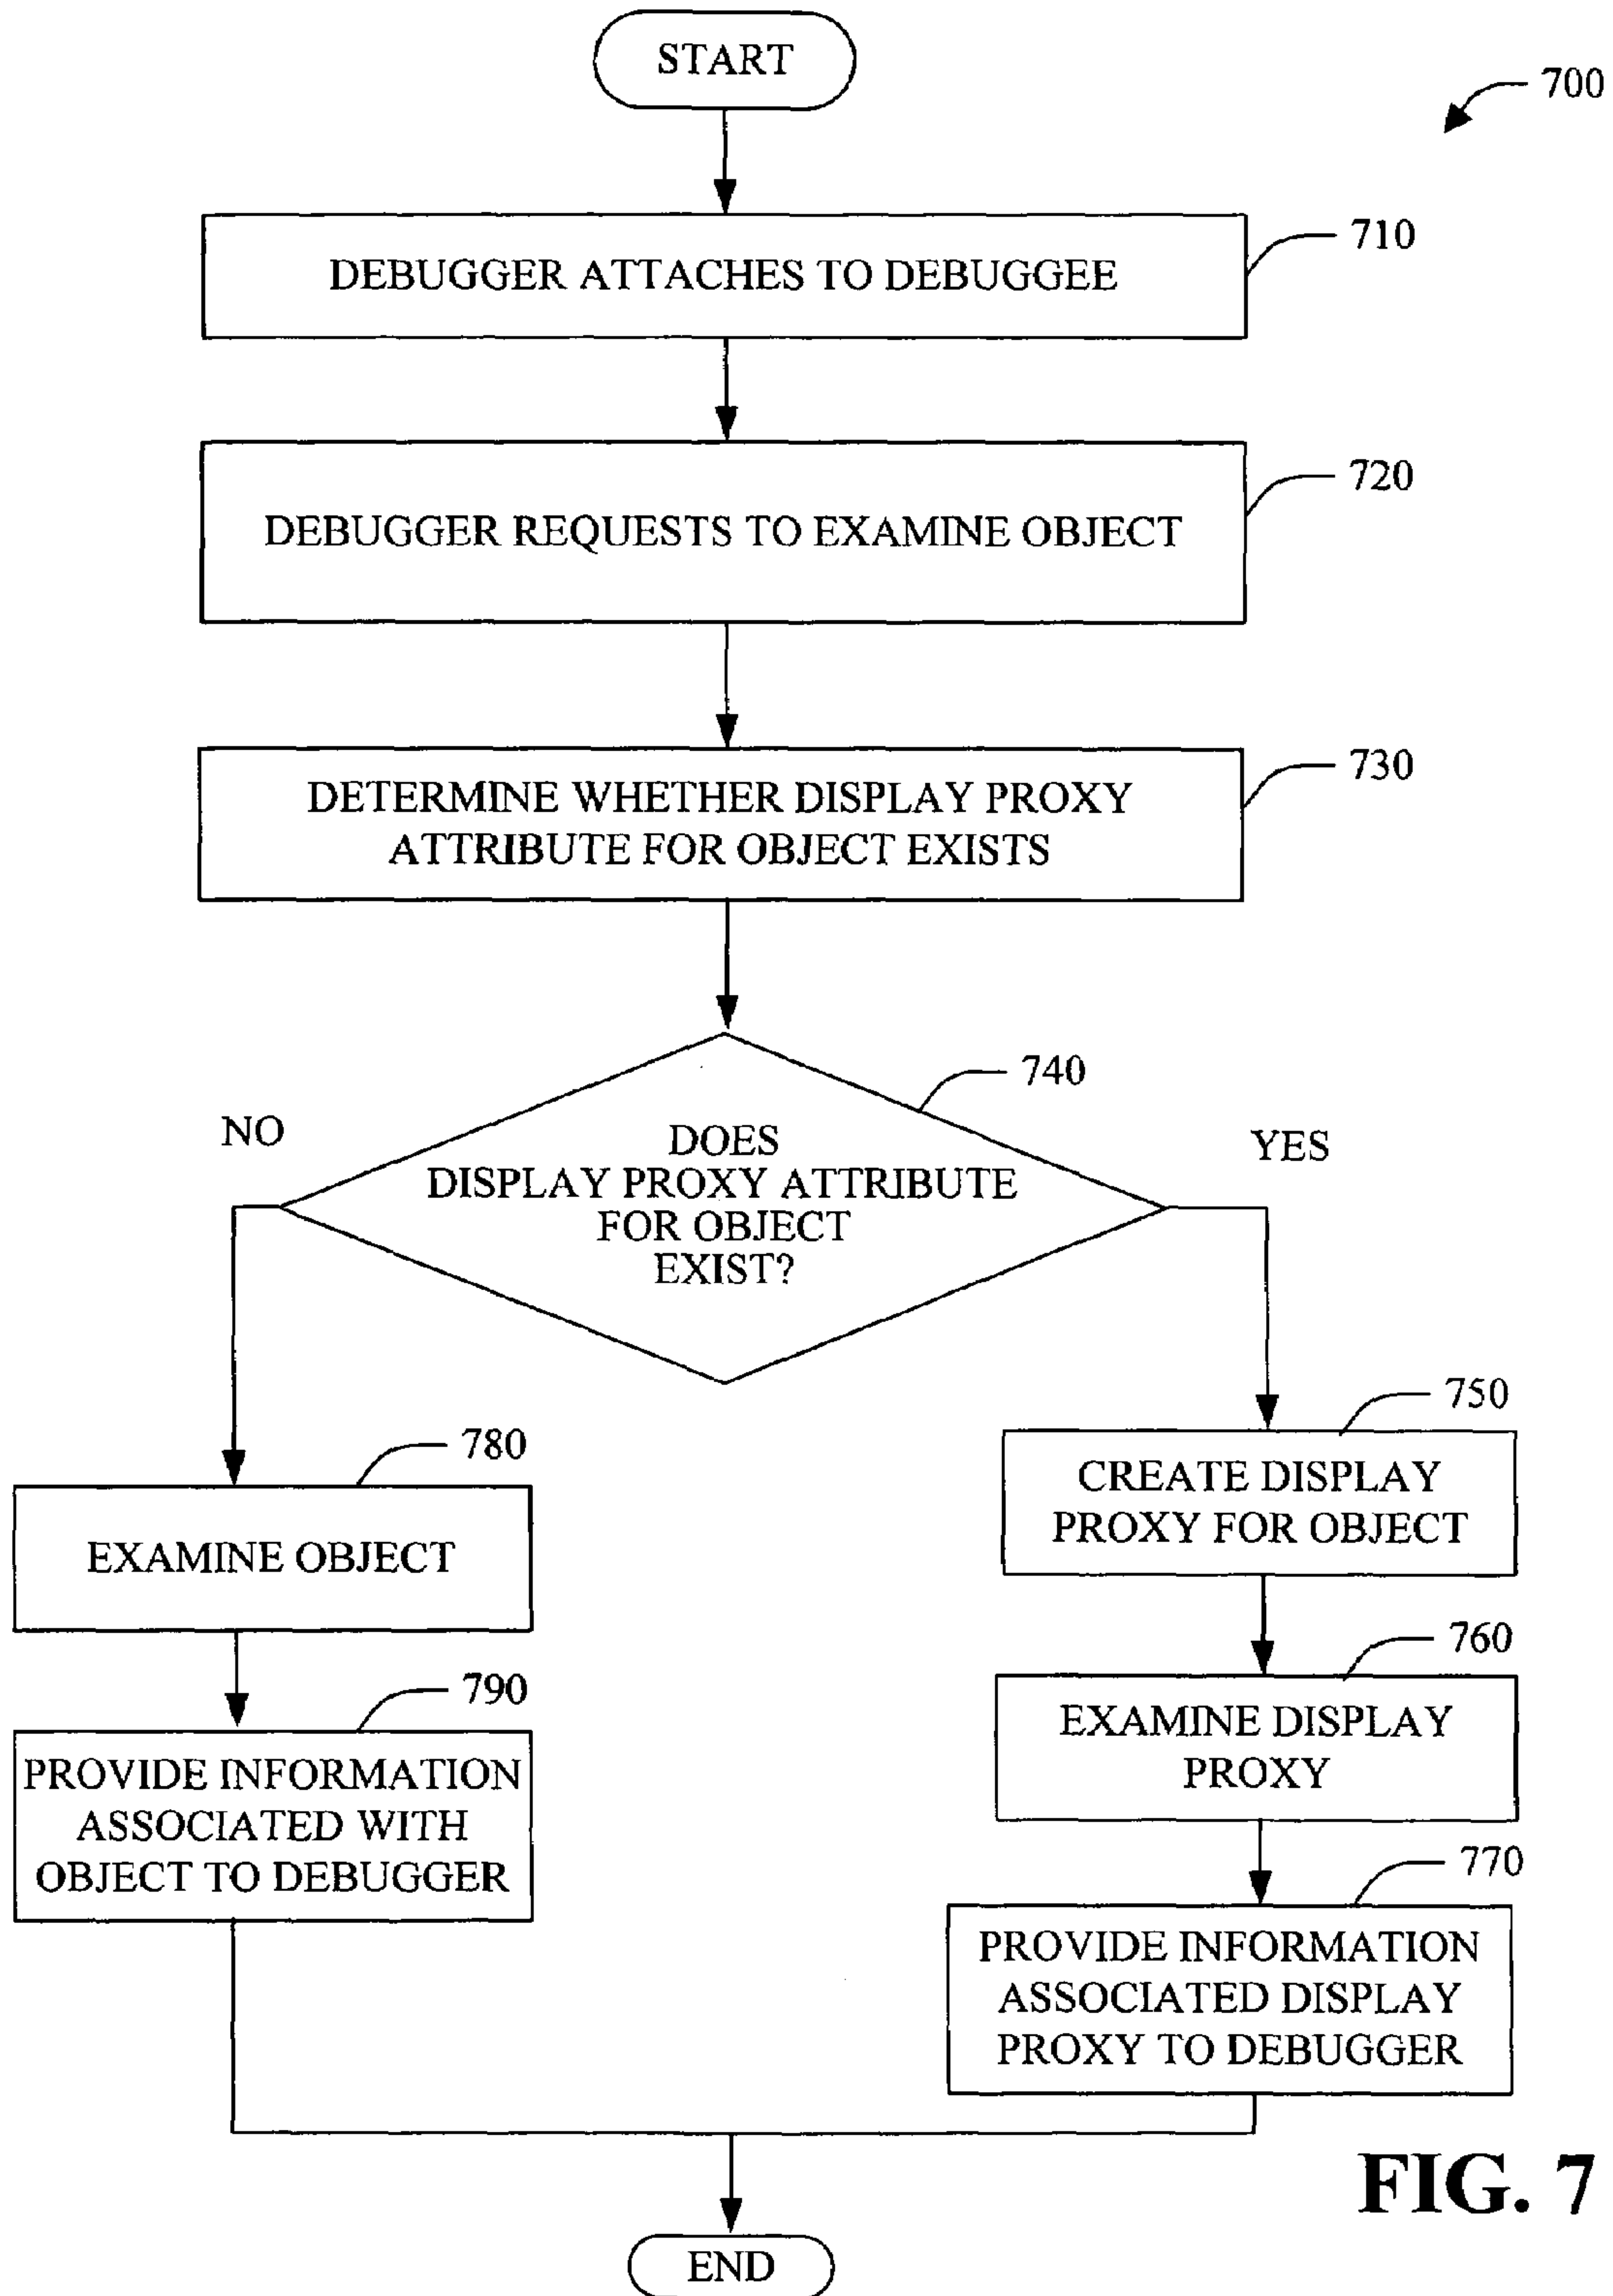 START
700
710
DEBUGGER ATTACHES TO DEBUGGEE
720
DEBUGGER REQUESTS TO EXAMINE OBJECT
730
DETERMINE WHETHER DISPLAY PROXY
ATTRIBUTE FOR OBJECT EXISTS
740
NO
YES
DOES
DISPLAY PROXY ATTRIBUTE
FOR OBJECT
EXIST?
780
EXAMINE OBJECT
790
PROVIDE INFORMATION
ASSOCIATED WITH
OBJECT TO DEBUGGER
750
CREATE DISPLAY
PROXY FOR OBJECT
760
EXAMINE DISPLAY
PROXY
770
PROVIDE INFORMATION
ASSOCIATED DISPLAY
PROXY TO DEBUGGER
FIG. 7
END